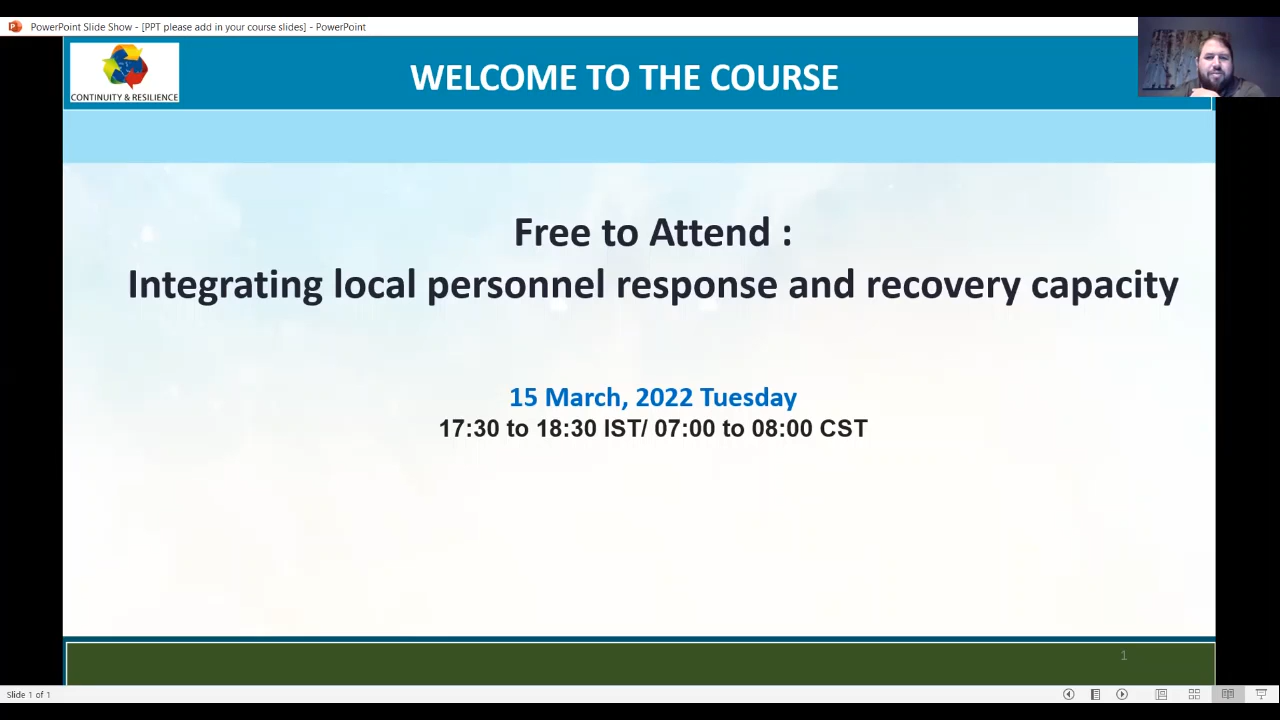 PowerPoint Slide Show - [PPT please add in your course slides] - PowerPoint
CONTINUITY & RESILIENCE
WELCOME TO THE COURSE
Free to Attend :
Integrating local personnel response and recovery capacity
15 March, 2022 Tuesday
17:30 to 18:30 IST/ 07:00 to 08:00 CST
1
Slide 1 of 1